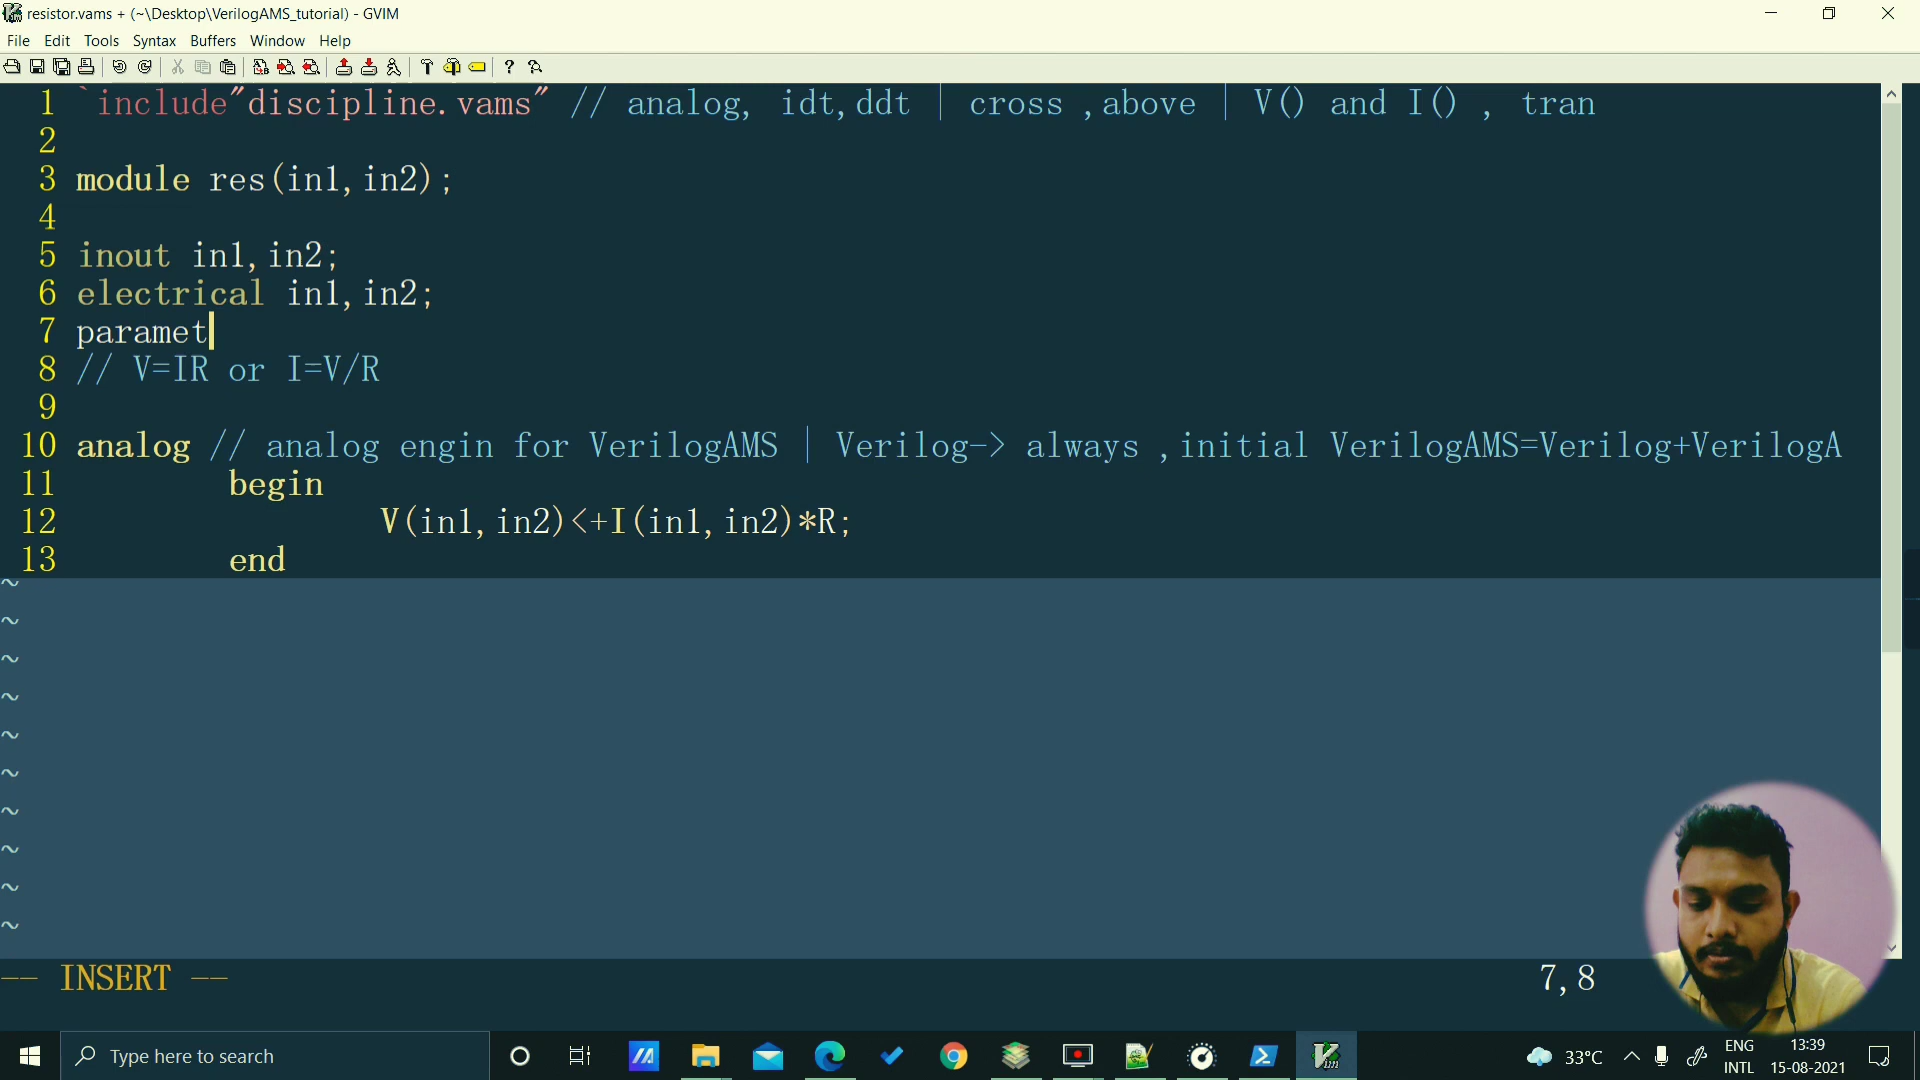 resistor.vams + (~\Desktop\VerilogAMS_tutorial) - GVIM
File Edit Tools Syntax Buffers Window Help
1 `include"discipline.vams" // analog, idt,ddt | cross ,above | V() and I() , tran
2
3 module res(in1,in2);
4
5 inout in1,in2;
6 electrical in1,in2;
7 paramet
8 // V=IR or I=V/R
9
10 analog // analog engin for VerilogAMS | Verilog-> always ,initial VerilogAMS=Verilog+VerilogA
11 begin
12 V(in1,in2)<+I(in1,in2)*R;
13 end
~
~
~
~
~
~
~
~
~
~
-- INSERT -- 7,8
Type here to search
33°C
ENG
INTL
13:39
15-08-2021